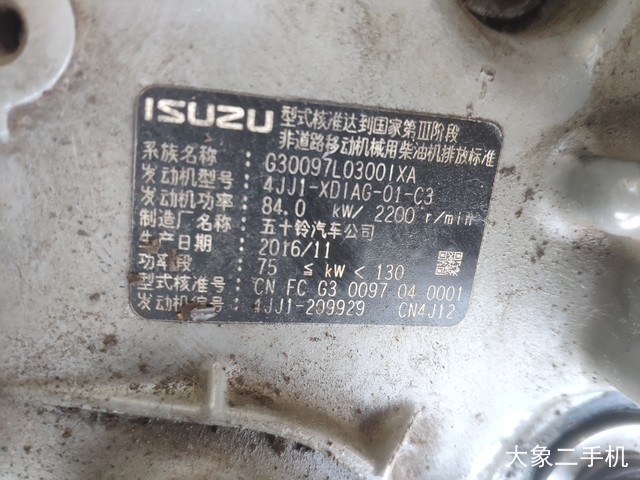 ISUZU 型式核准达到国家第III阶段
非道路移动机械用柴油机排放标准
系族名称 : G30097L0300IXA
发动机型号 : 4JJ1-XDIAG-01-C3
发动机功率 : 84.0 kW/ 2200 r/min
制造厂名称 : 五十铃汽车公司
生产日期 : 2016/11
功率段 : 75 ≤ kW < 130
型式核准号 : CN FC G3 0097 04 0001
发动机编号 : 4JJ1-299929 CN4J12
大象二手机